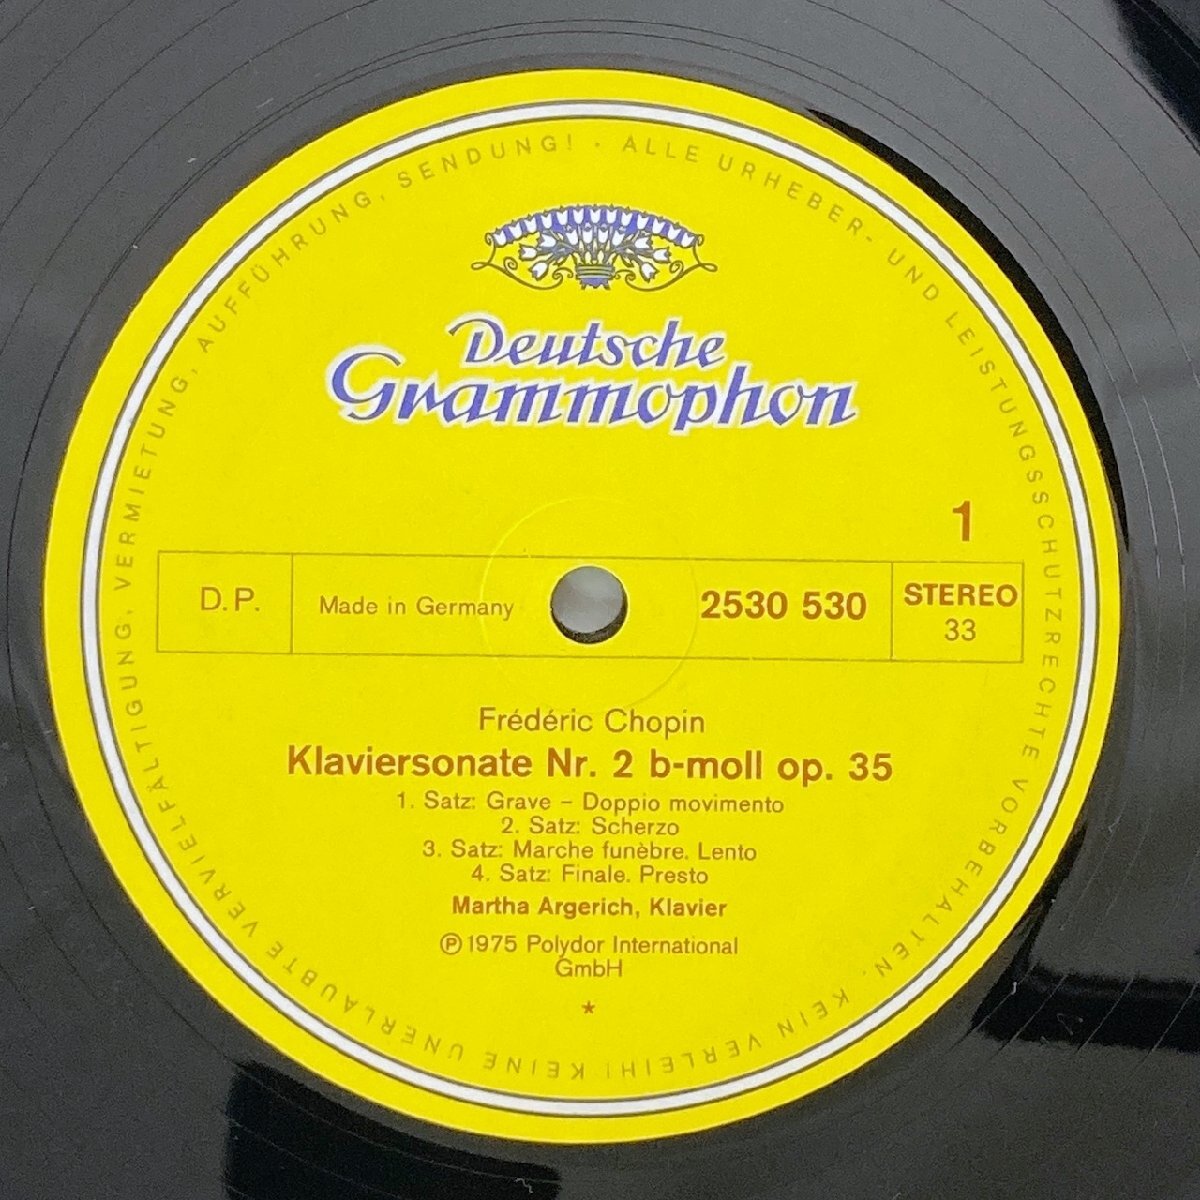 Deutsche
Grammophon
1
D.P.
Made in Germany
2530 530
STEREO
33
Frédéric Chopin
Klaviersonate Nr. 2 b-moll op. 35
1. Satz: Grave – Doppio movimento
2. Satz: Scherzo
3. Satz: Marche funèbre. Lento
4. Satz: Finale. Presto
Martha Argerich, Klavier
Ⓟ 1975 Polydor International
GmbH
*
ALLE URHEBER- UND LEISTUNGSSCHUTZRECHTE VORBEHALTEN. KEIN VERLEIH! KEINE UNERLAUBTE VERVIELFÄLTIGUNG, VERMIETUNG, AUFFÜHRUNG, SENDUNG! ·